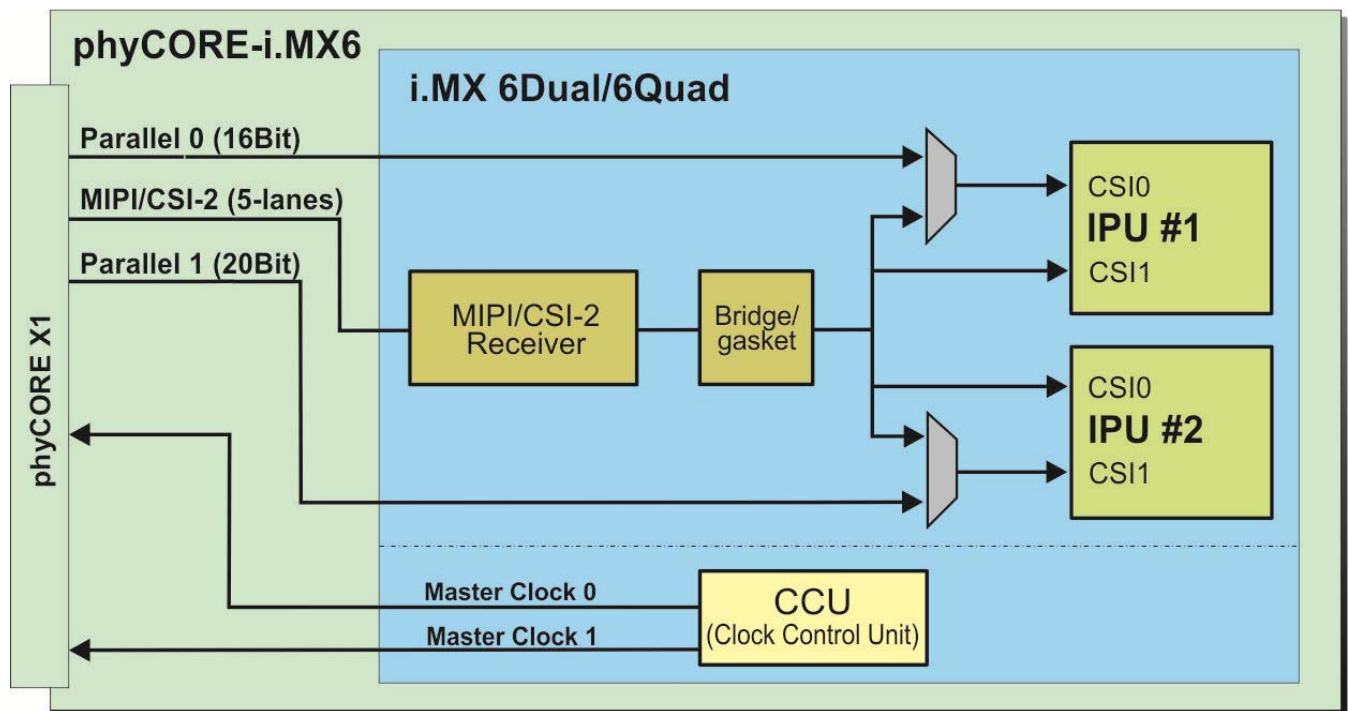 phyCORE-i.MX6
i.MX 6Dual/6Quad
Parallel 0 (16Bit)
MIPI/CSI-2 (5-lanes)
Parallel 1 (20Bit)
phyCORE X1
MIPI/CSI-2
Receiver
Bridge/
gasket
CSI0
IPU #1
CSI1
CSI0
IPU #2
CSI1
Master Clock 0
Master Clock 1
CCU
(Clock Control Unit)